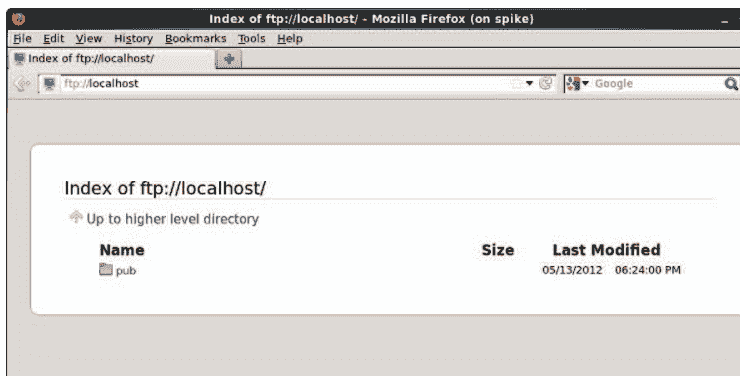 Index of ftp://localhost/ - Mozilla Firefox (on spike)
File Edit View History Bookmarks Tools Help
Index of ftp://localhost/
ftp://localhost Google
Index of ftp://localhost/
Up to higher level directory
Name Size Last Modified
pub 05/13/2012 06:24:00 PM